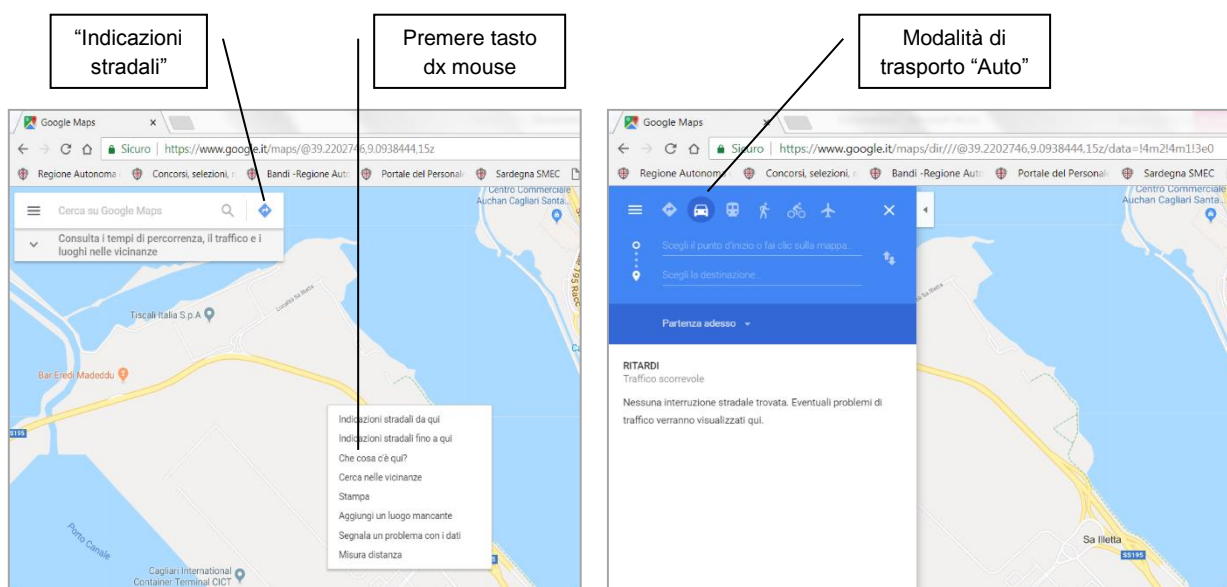 “Indicazioni
stradali”
Premere tasto
dx mouse
Modalità di
trasporto “Auto”
Google Maps
Sicuro | https://www.google.it/maps/@39.2202746,9.0938444,15z
Regione Autonoma
Concorsi, selezioni,
Bandi -Regione Auto
Portale del Personal
Sardegna SMEC
Cerca su Google Maps
Consulta i tempi di percorrenza, il traffico e i
luoghi nelle vicinanze
Centro Commerciale
Auchan Cagliari Santa...
Località Sa Illetta
Tiscali Italia S.p.A
Bar Eredi Madeddu
SS195
Indicazioni stradali da qui
Indicazioni stradali fino a qui
Che cosa c'è qui?
Cerca nelle vicinanze
Stampa
Aggiungi un luogo mancante
Segnala un problema con i dati
Misura distanza
Porto Canale
Cagliari International
Container Terminal CICT
Google Maps
Sicuro | https://www.google.it/maps/dir///@39.2202746,9.0938444,15z/data=!4m2!4m1!3e0
Regione Autonoma
Concorsi, selezioni,
Bandi -Regione Auto
Portale del Personal
Sardegna SMEC
Scegli il punto d'inizio o fai clic sulla mappa...
Scegli la destinazione...
Partenza adesso
RITARDI
Traffico scorrevole
Nessuna interruzione stradale trovata. Eventuali problemi di
traffico verranno visualizzati qui.
Centro Commerciale
Auchan Cagliari Santa...
Sa Illetta
SS195